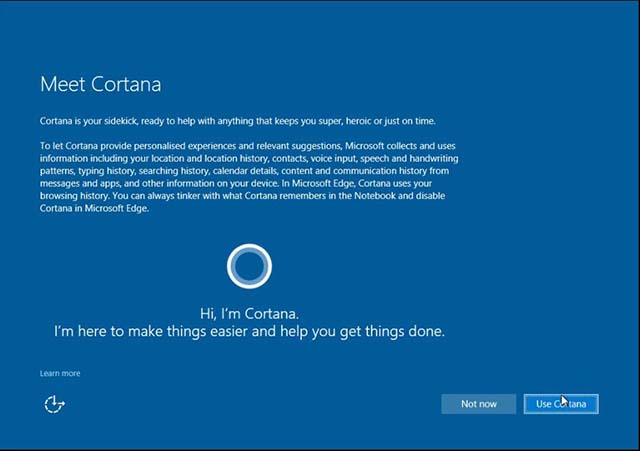 Meet Cortana
Cortana is your sidekick, ready to help with anything that keeps you super, heroic or just on time.
To let Cortana provide personalised experiences and relevant suggestions, Microsoft collects and uses
information including your location and location history, contacts, voice input, speech and handwriting
patterns, typing history, searching history, calendar details, content and communication history from
messages and apps, and other information on your device. In Microsoft Edge, Cortana uses your
browsing history. You can always tinker with what Cortana remembers in the Notebook and disable
Cortana in Microsoft Edge.
Hi, I'm Cortana.
I'm here to make things easier and help you get things done.
Learn more
Not now
Use Cortana